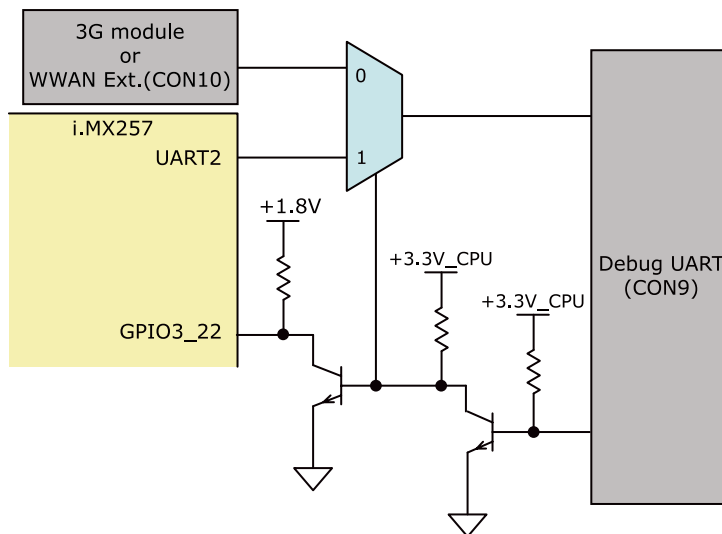 3G module
or
WWAN Ext.(CON10)
i.MX257
UART2
0
1
+1.8V
+3.3V_CPU
+3.3V_CPU
GPIO3_22
Debug UART
(CON9)